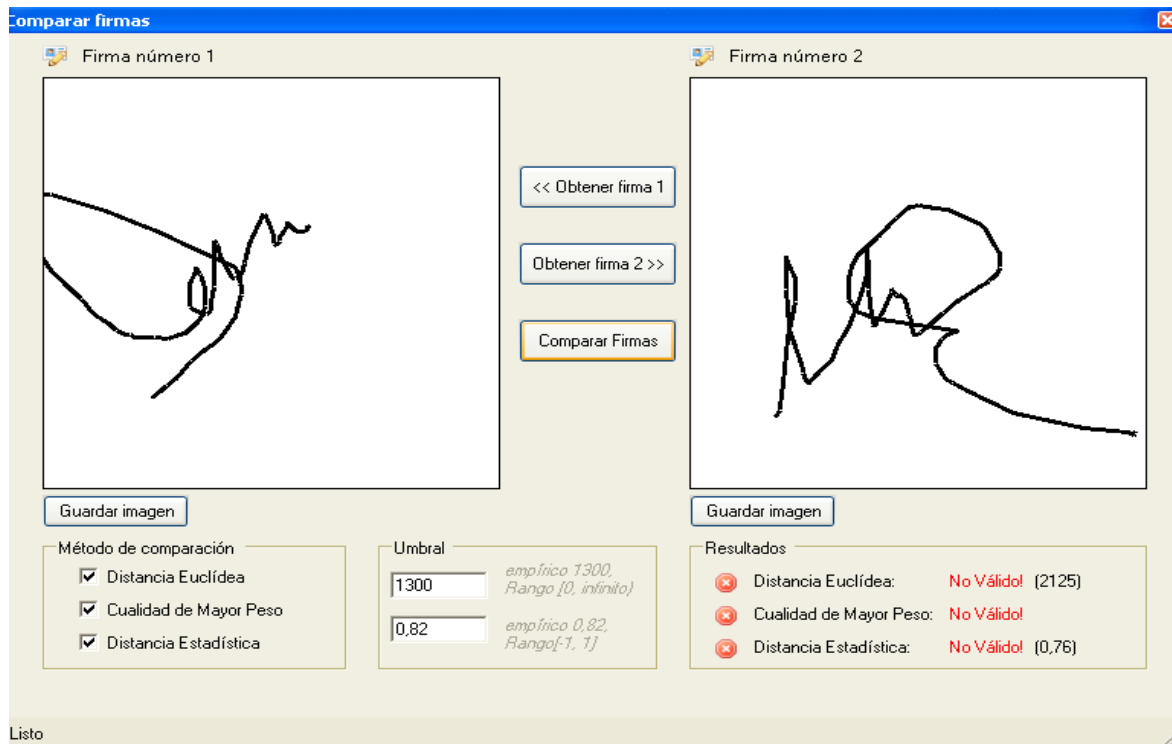 Comparar firmas
Firma número 1
Firma número 2
<< Obtener firma 1
Obtener firma 2 >>
Comparar Firmas
Guardar imagen
Guardar imagen
Método de comparación
Distancia Euclídea
Cualidad de Mayor Peso
Distancia Estadística
Umbral
1300
empírico 1300,
Rango [0, infinito)
0,82
empírico 0,82,
Rango[-1, 1]
Resultados
Distancia Euclídea: No Válido! (2125)
Cualidad de Mayor Peso: No Válido!
Distancia Estadística: No Válido! (0,76)
Listo